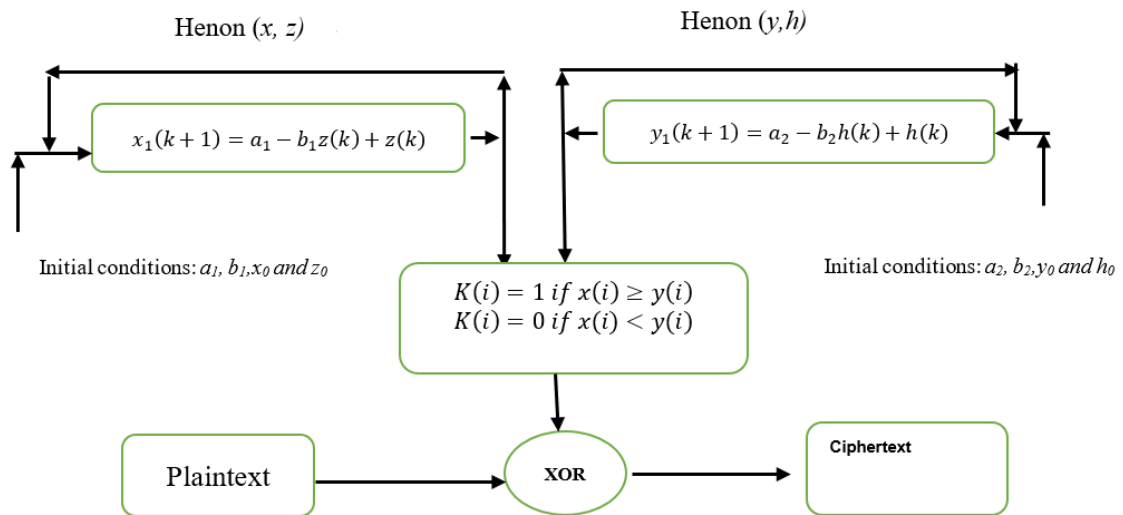 Henon (x, z)
Henon (y,h)
x₁(k + 1) = a₁ − b₁z(k) + z(k)
y₁(k + 1) = a₂ − b₂h(k) + h(k)
Initial conditions: a₁, b₁,x₀ and z₀
Initial conditions: a₂, b₂,y₀ and h₀
K(i) = 1 if x(i) ≥ y(i)
K(i) = 0 if x(i) < y(i)
Plaintext
XOR
Ciphertext